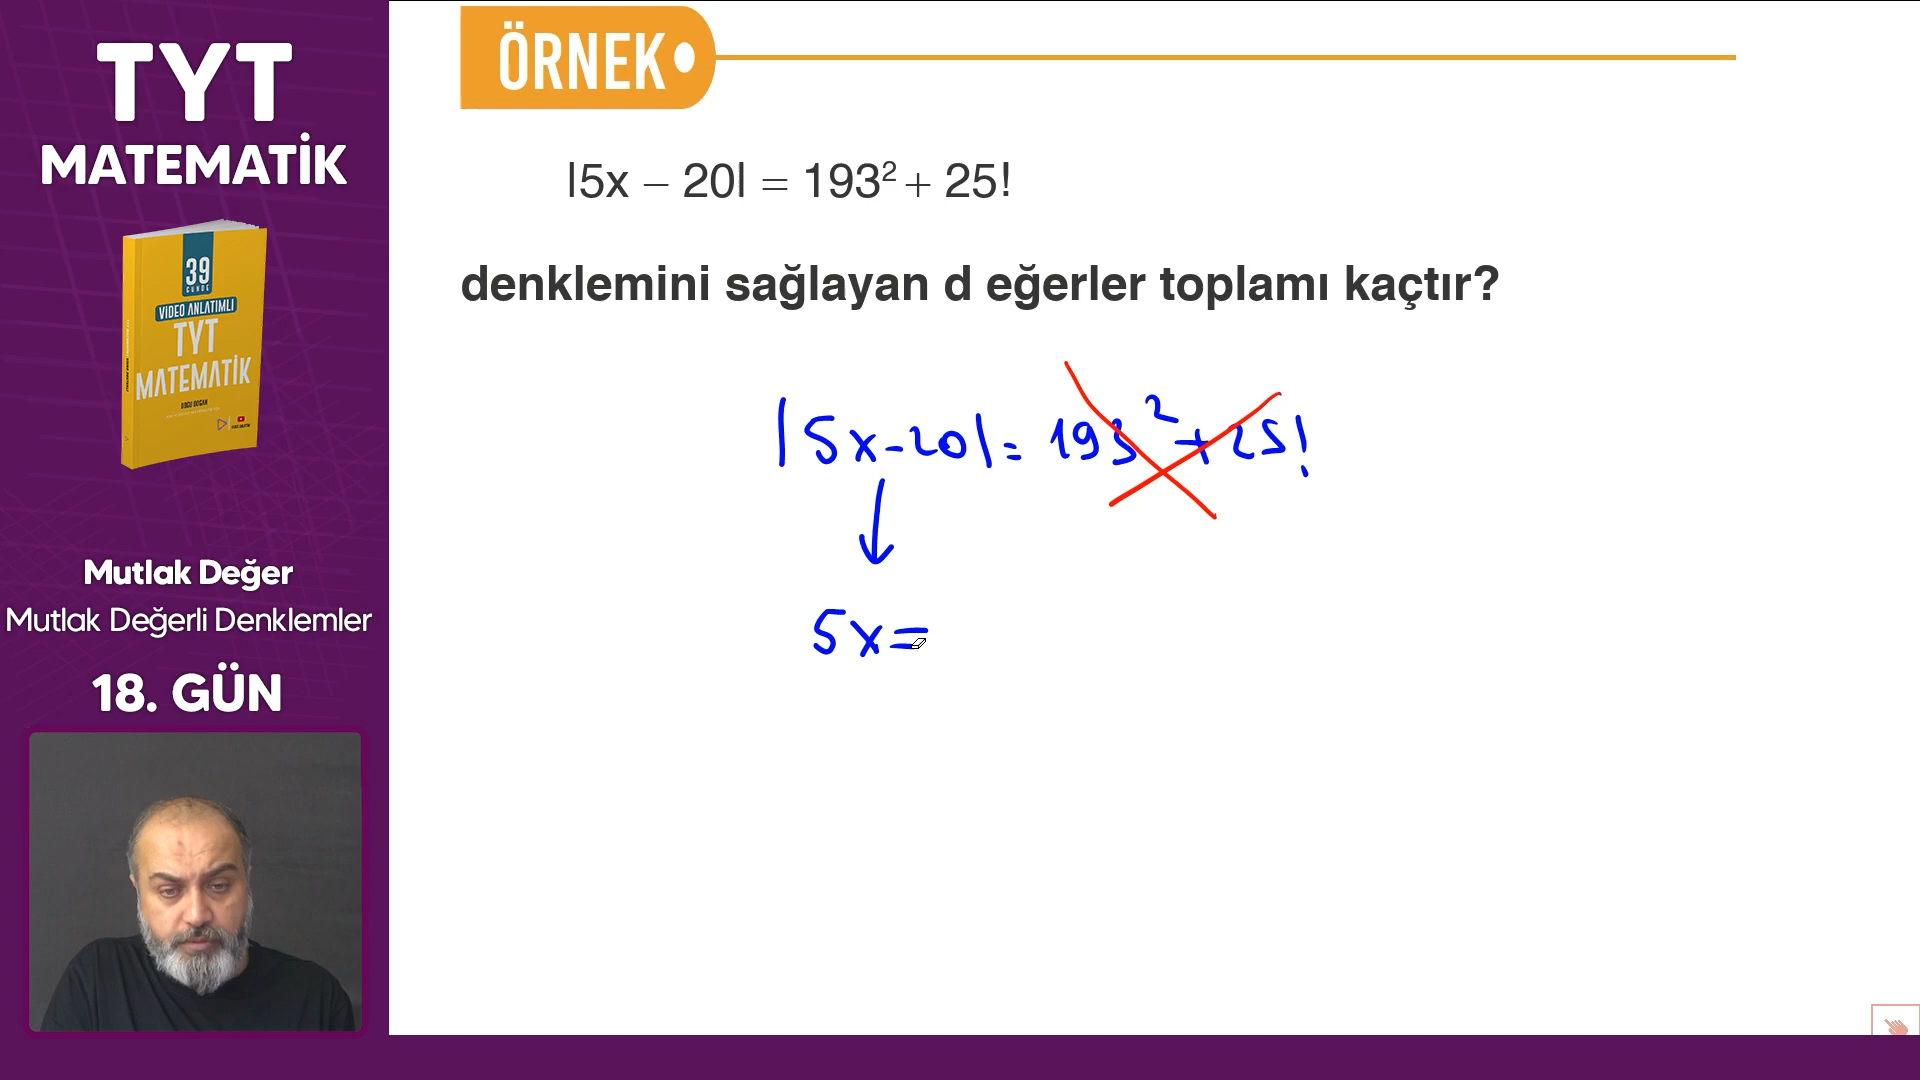 TYT
MATEMATİK
39
GÜNDE
VİDEO ANLATIMLI
TYT
MATEMATİK
Mutlak Değer
Mutlak Değerli Denklemler
18. GÜN
ÖRNEK
|5x – 20| = 193² + 25!
denklemini sağlayan d eğerler toplamı kaçtır?
|5x-20| = 193² + 25!
5x=